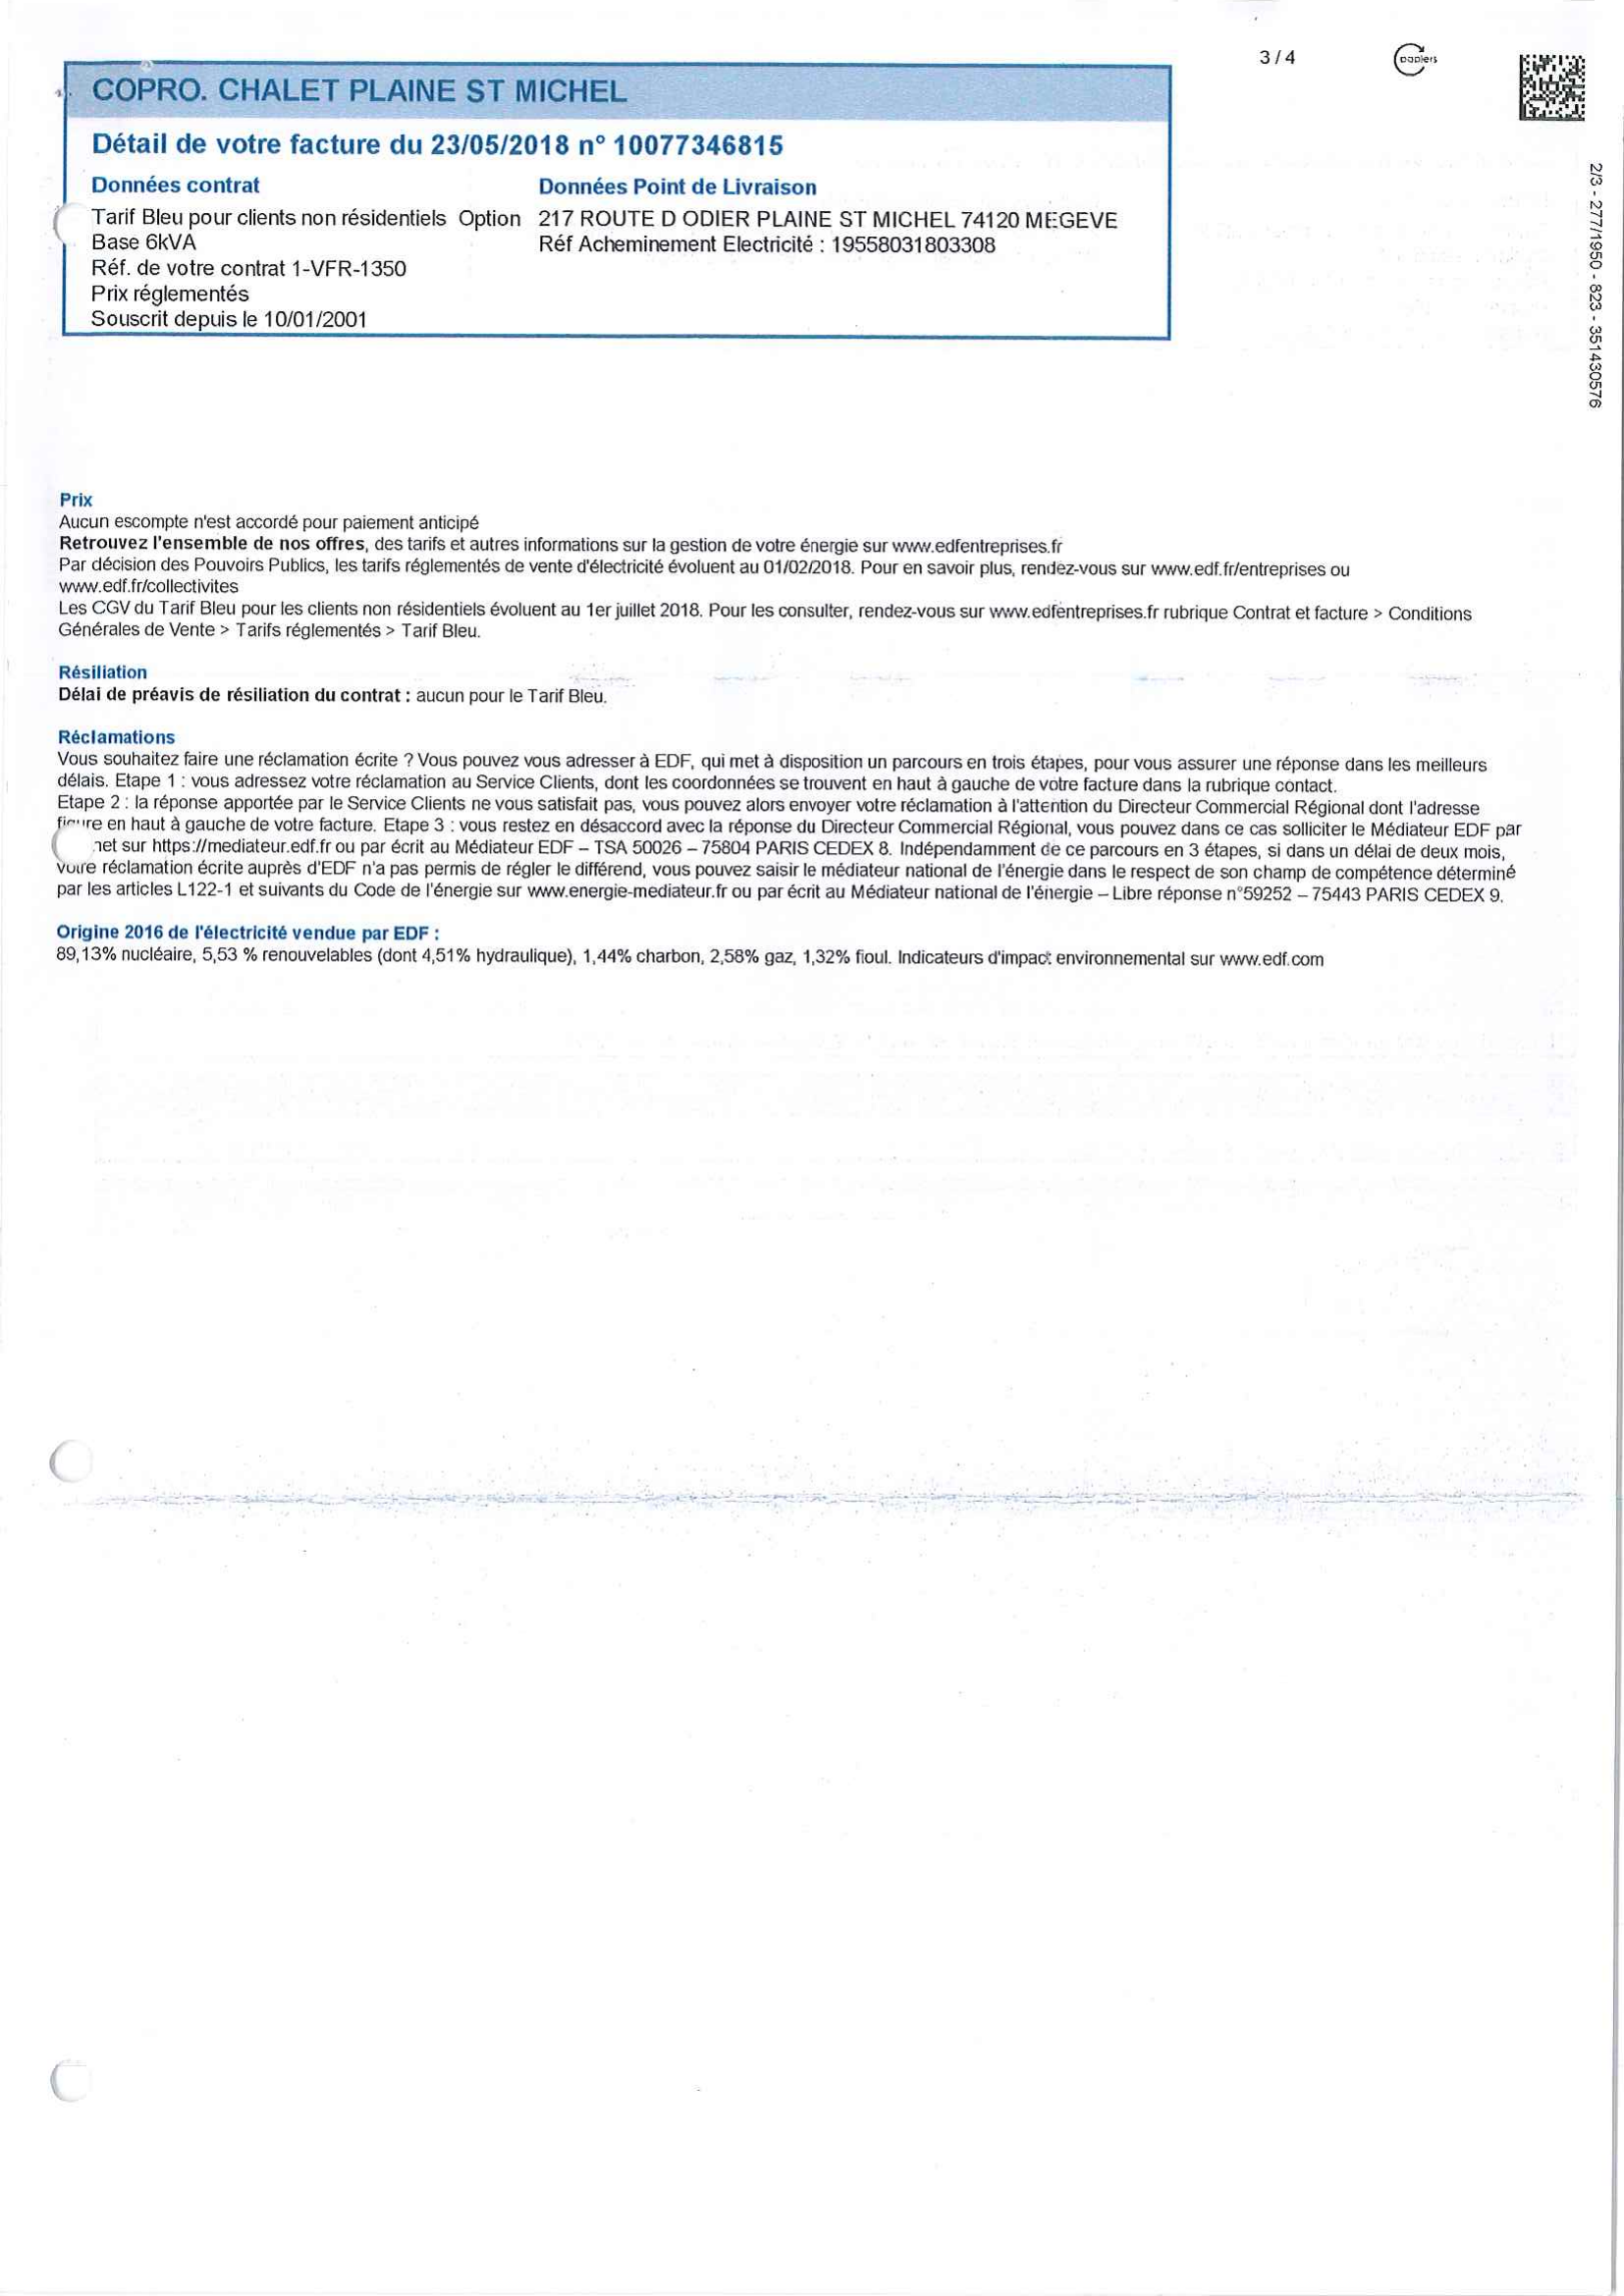 3 / 4
papiers
COPRO. CHALET PLAINE ST MICHEL
Détail de votre facture du 23/05/2018 n° 10077346815
Données contrat
Tarif Bleu pour clients non résidentiels Option
Base 6kVA
Réf. de votre contrat 1-VFR-1350
Prix réglementés
Souscrit depuis le 10/01/2001
Données Point de Livraison
217 ROUTE D ODIER PLAINE ST MICHEL 74120 MEGEVE
Réf Acheminement Electricité : 19558031803308
2/3 - 277/1950 - 823 - 351430576
Prix
Aucun escompte n'est accordé pour paiement anticipé
Retrouvez l'ensemble de nos offres, des tarifs et autres informations sur la gestion de votre énergie sur www.edfentreprises.fr
Par décision des Pouvoirs Publics, les tarifs réglementés de vente d'électricité évoluent au 01/02/2018. Pour en savoir plus, rendez-vous sur www.edf.fr/entreprises ou
www.edf.fr/collectivites
Les CGV du Tarif Bleu pour les clients non résidentiels évoluent au 1er juillet 2018. Pour les consulter, rendez-vous sur www.edfentreprises.fr rubrique Contrat et facture > Conditions
Générales de Vente > Tarifs réglementés > Tarif Bleu.
Résiliation
Délai de préavis de résiliation du contrat : aucun pour le Tarif Bleu.
Réclamations
Vous souhaitez faire une réclamation écrite ? Vous pouvez vous adresser à EDF, qui met à disposition un parcours en trois étapes, pour vous assurer une réponse dans les meilleurs
délais. Etape 1 : vous adressez votre réclamation au Service Clients, dont les coordonnées se trouvent en haut à gauche de votre facture dans la rubrique contact.
Etape 2 : la réponse apportée par le Service Clients ne vous satisfait pas, vous pouvez alors envoyer votre réclamation à l'attention du Directeur Commercial Régional dont l'adresse
figure en haut à gauche de votre facture. Etape 3 : vous restez en désaccord avec la réponse du Directeur Commercial Régional, vous pouvez dans ce cas solliciter le Médiateur EDF par
net sur https://mediateur.edf.fr ou par écrit au Médiateur EDF – TSA 50026 – 75804 PARIS CEDEX 8. Indépendamment de ce parcours en 3 étapes, si dans un délai de deux mois,
votre réclamation écrite auprès d'EDF n'a pas permis de régler le différend, vous pouvez saisir le médiateur national de l'énergie dans le respect de son champ de compétence déterminé
par les articles L122-1 et suivants du Code de l'énergie sur www.energie-mediateur.fr ou par écrit au Médiateur national de l'énergie – Libre réponse n°59252 – 75443 PARIS CEDEX 9.
Origine 2016 de l'électricité vendue par EDF :
89,13% nucléaire, 5,53 % renouvelables (dont 4,51% hydraulique), 1,44% charbon, 2,58% gaz, 1,32% fioul. Indicateurs d'impact environnemental sur www.edf.com